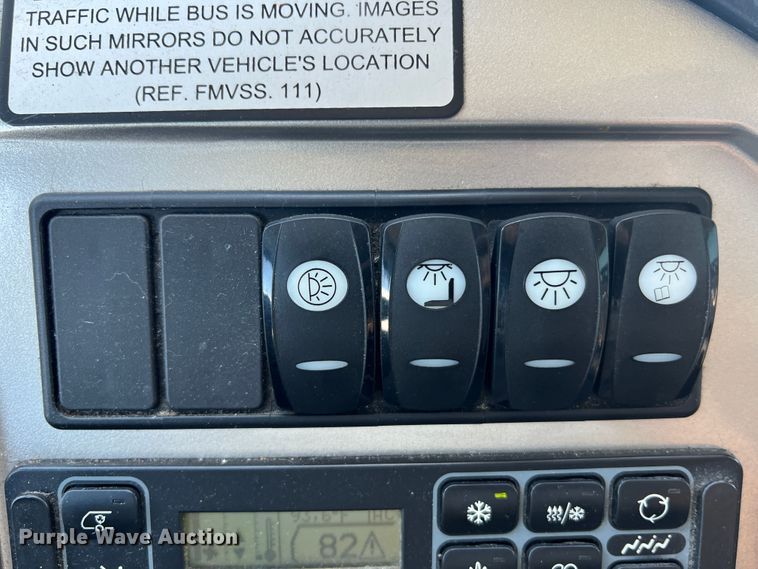 TRAFFIC WHILE BUS IS MOVING. IMAGES
IN SUCH MIRRORS DO NOT ACCURATELY
SHOW ANOTHER VEHICLE'S LOCATION
(REF. FMVSS. 111)
82
Purple Wave Auction